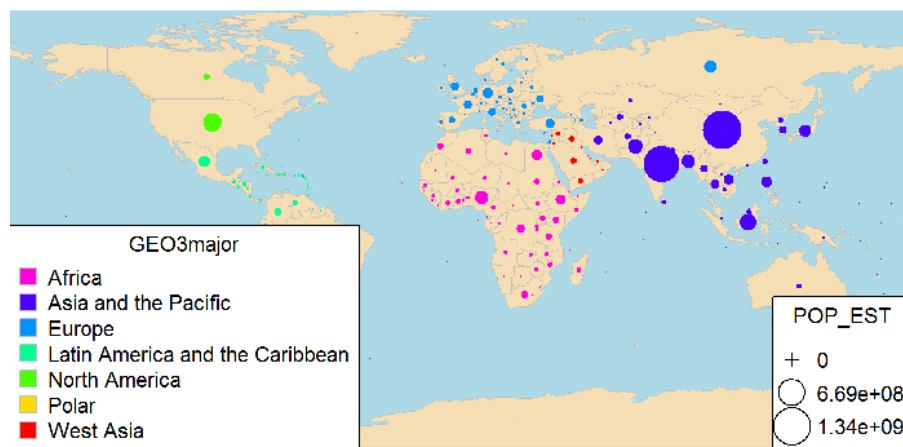 GEO3major
Africa
Asia and the Pacific
Europe
Latin America and the Caribbean
North America
Polar
West Asia
POP_EST
0
6.69e+08
1.34e+09